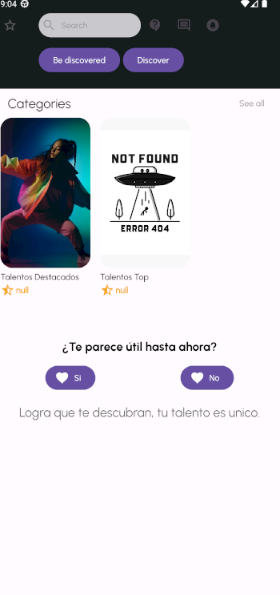 9:04
Search
Be discovered
Discover
Categories
See all
NOT FOUND
ERROR 404
Talentos Destacados
Talentos Top
null
null
¿Te parece útil hasta ahora?
Si
No
Logra que te descubran, tu talento es unico.